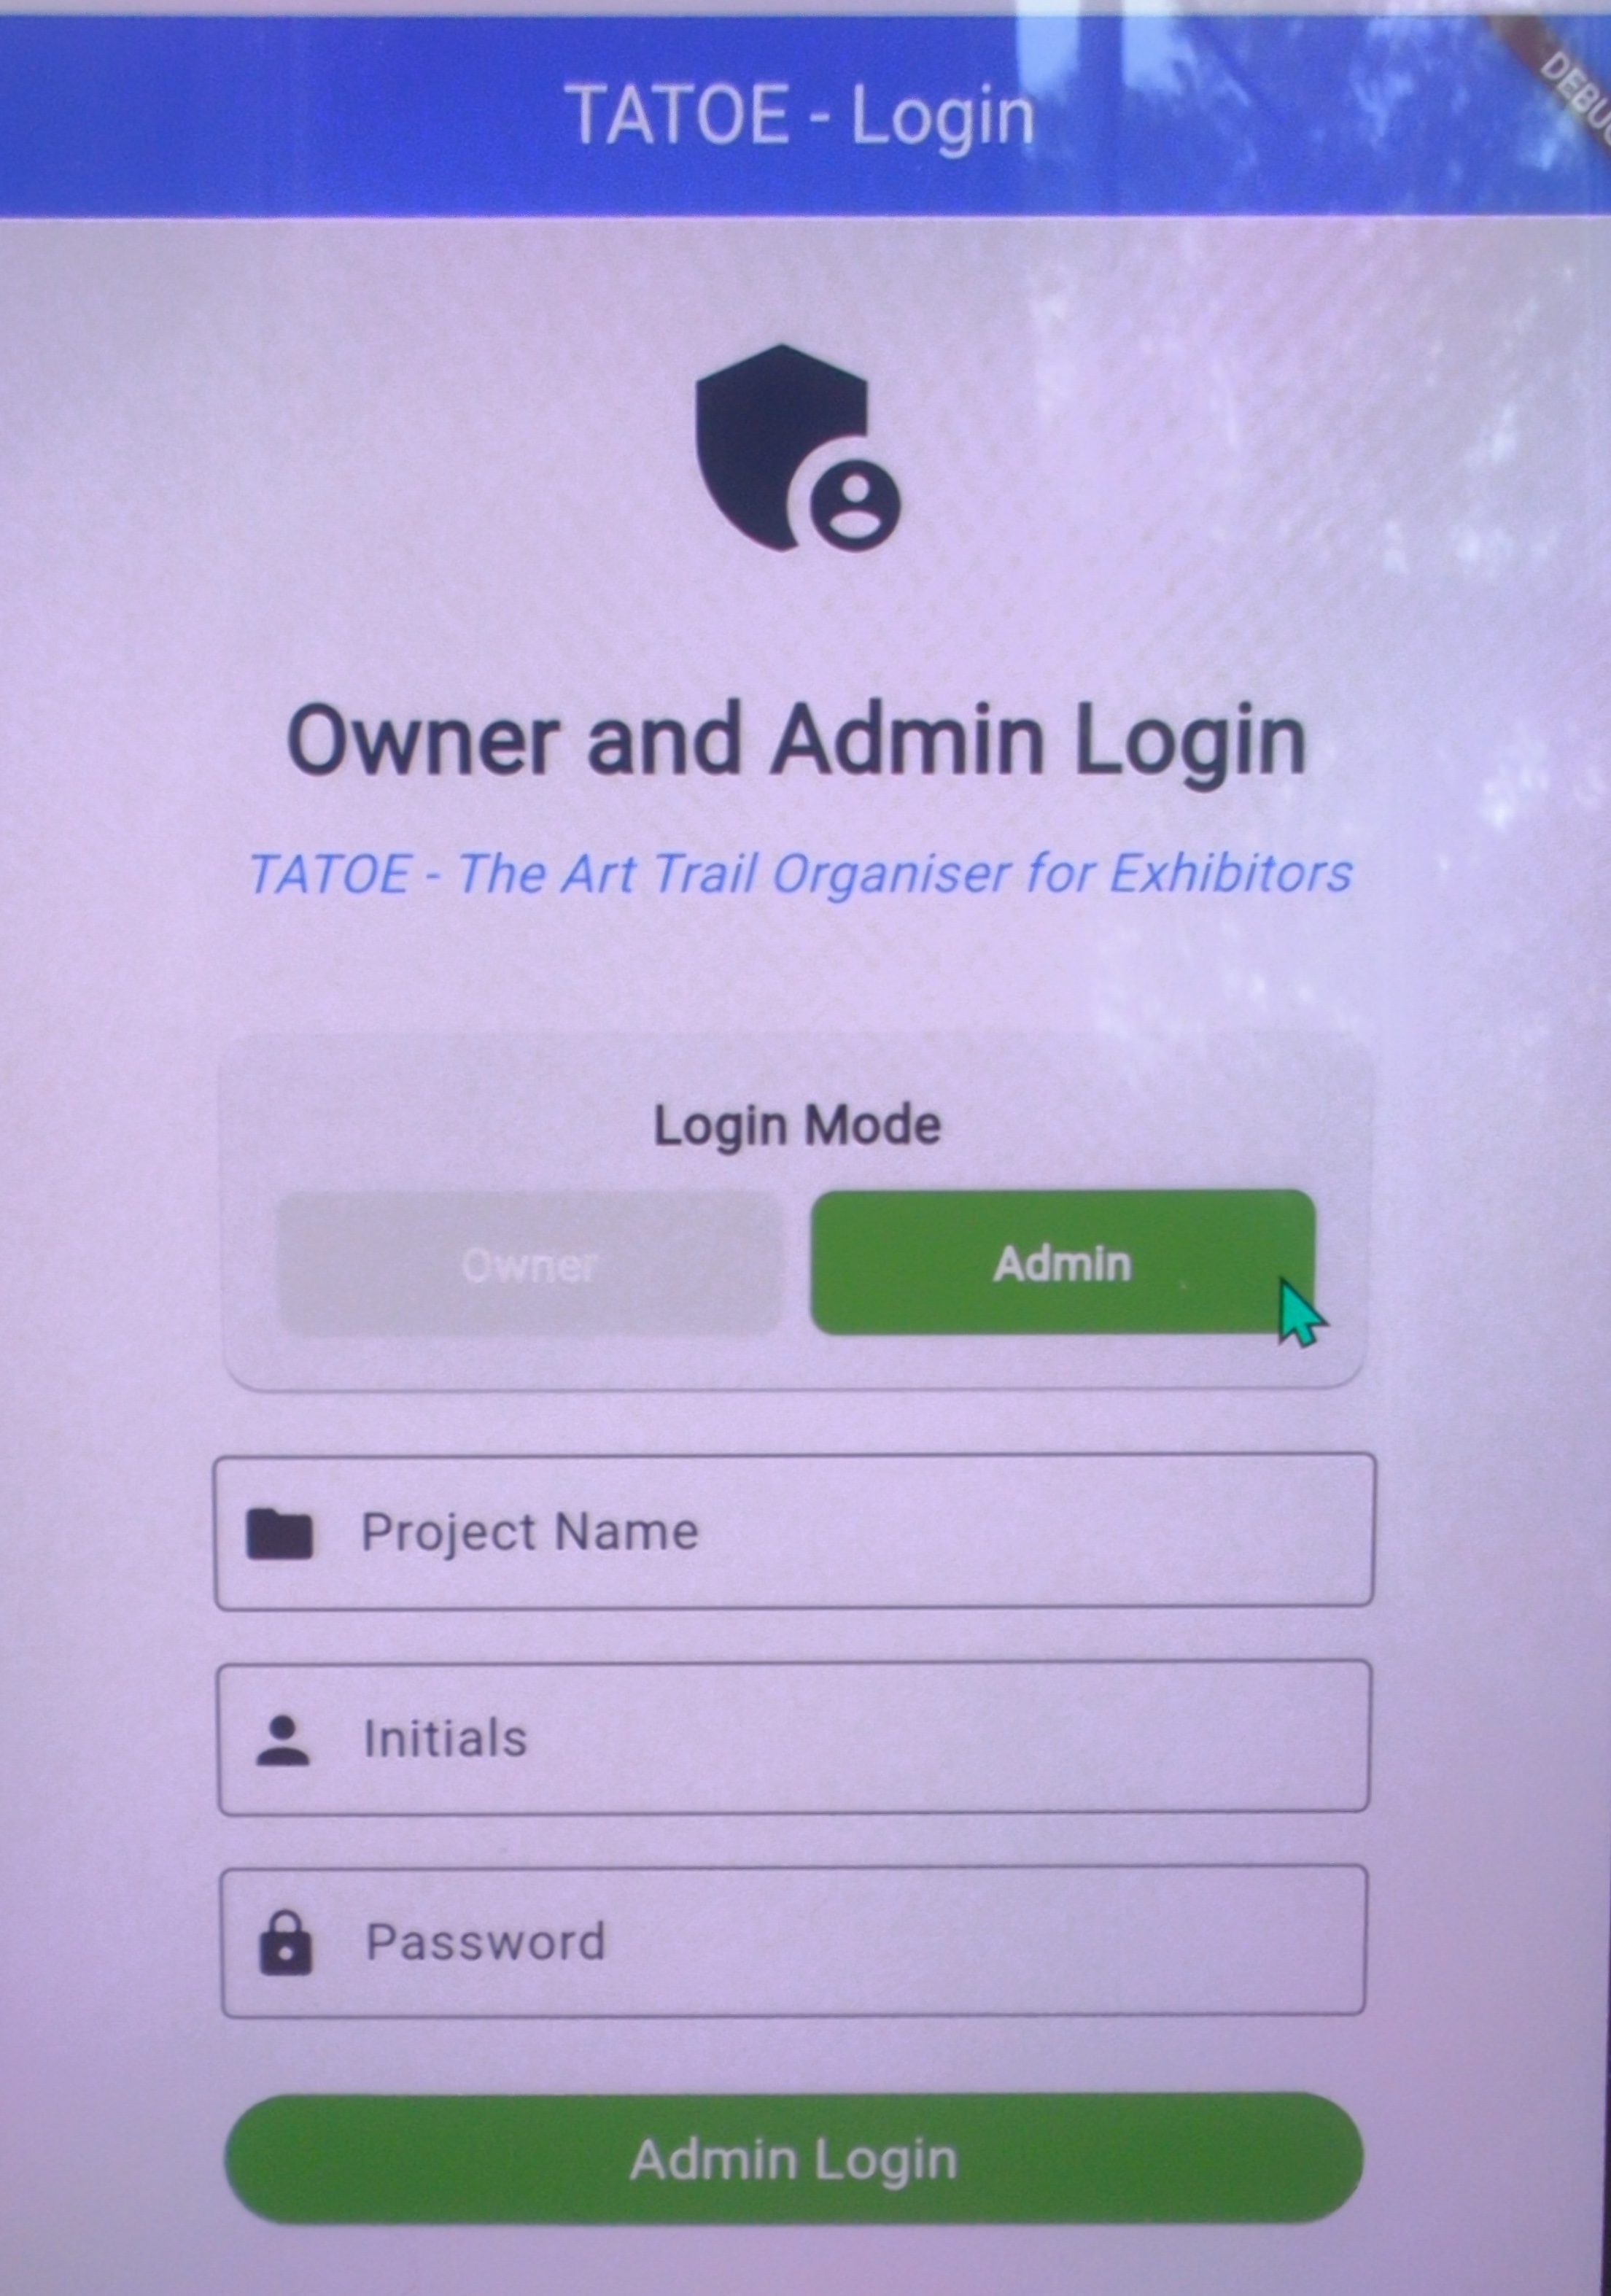 TATOE - Login
Owner and Admin Login
TATOE - The Art Trail Organiser for Exhibitors
Login Mode
Owner
Admin
Project Name
Initials
Password
Admin Login